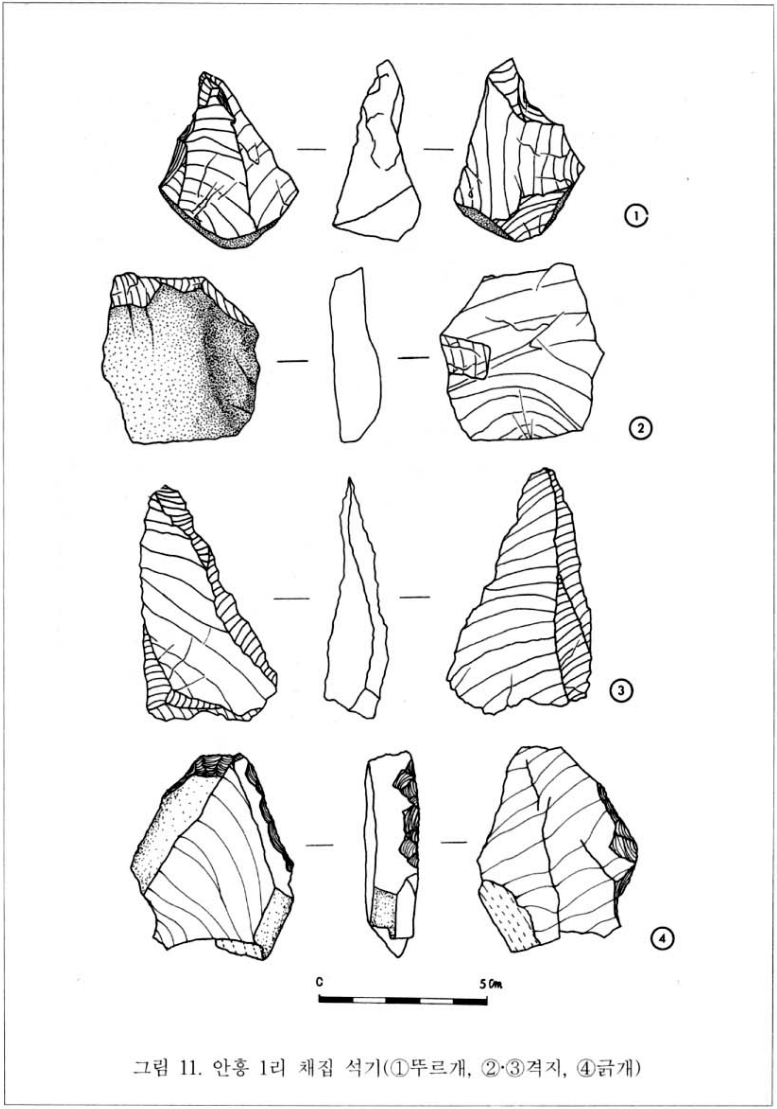 ①
②
③
④
0 5cm
그림 11. 안흥 1리 채집 석기(①뚜르개, ②·③격지, ④긁개)